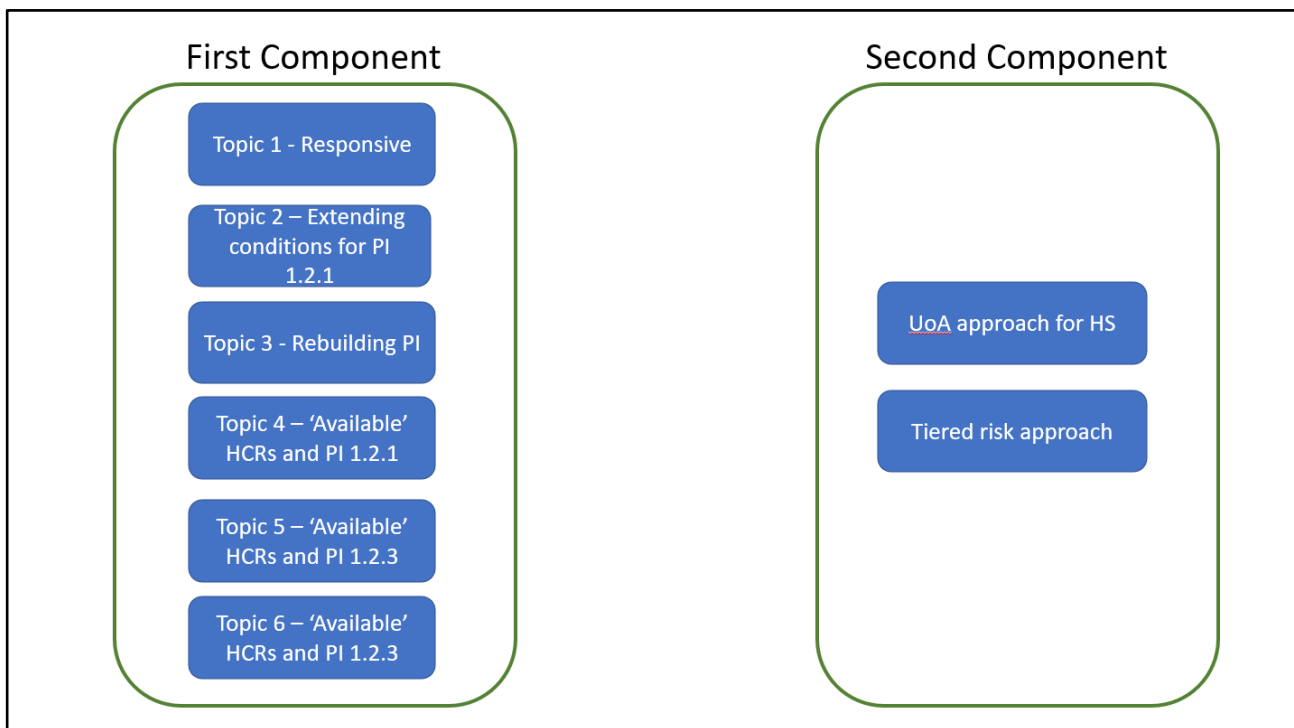 First Component
Topic 1 - Responsive
Topic 2 – Extending
conditions for PI
1.2.1
Topic 3 - Rebuilding PI
Topic 4 – ‘Available’
HCRs and PI 1.2.1
Topic 5 – ‘Available’
HCRs and PI 1.2.3
Topic 6 – ‘Available’
HCRs and PI 1.2.3
Second Component
UoA approach for HS
Tiered risk approach